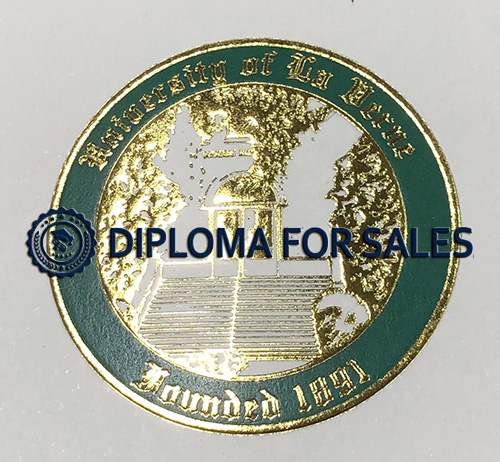 University of La Verne
DIPLOMA FOR SALES
Founded 1891